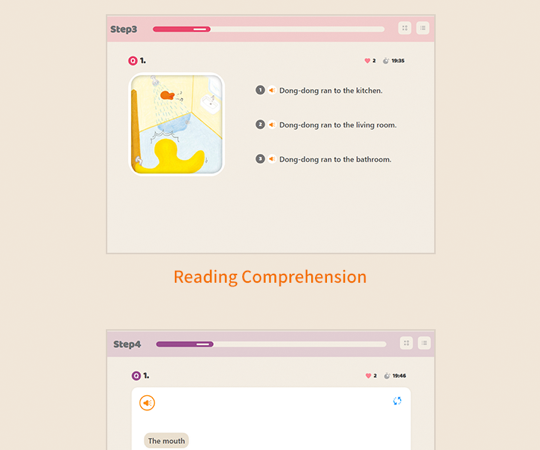 Step3
Q 1.
2 19:35
1 Dong-dong ran to the kitchen.
2 Dong-dong ran to the living room.
3 Dong-dong ran to the bathroom.
Reading Comprehension
Step4
Q 1.
2 19:46
The mouth